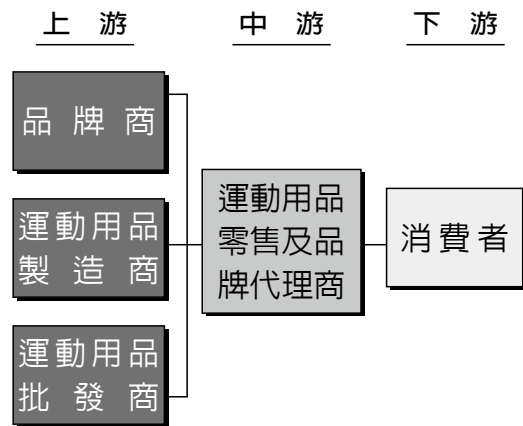 上游
中游
下游
品牌商
運動用品
製造商
運動用品
批發商
運動用品
零售及品
牌代理商
消費者